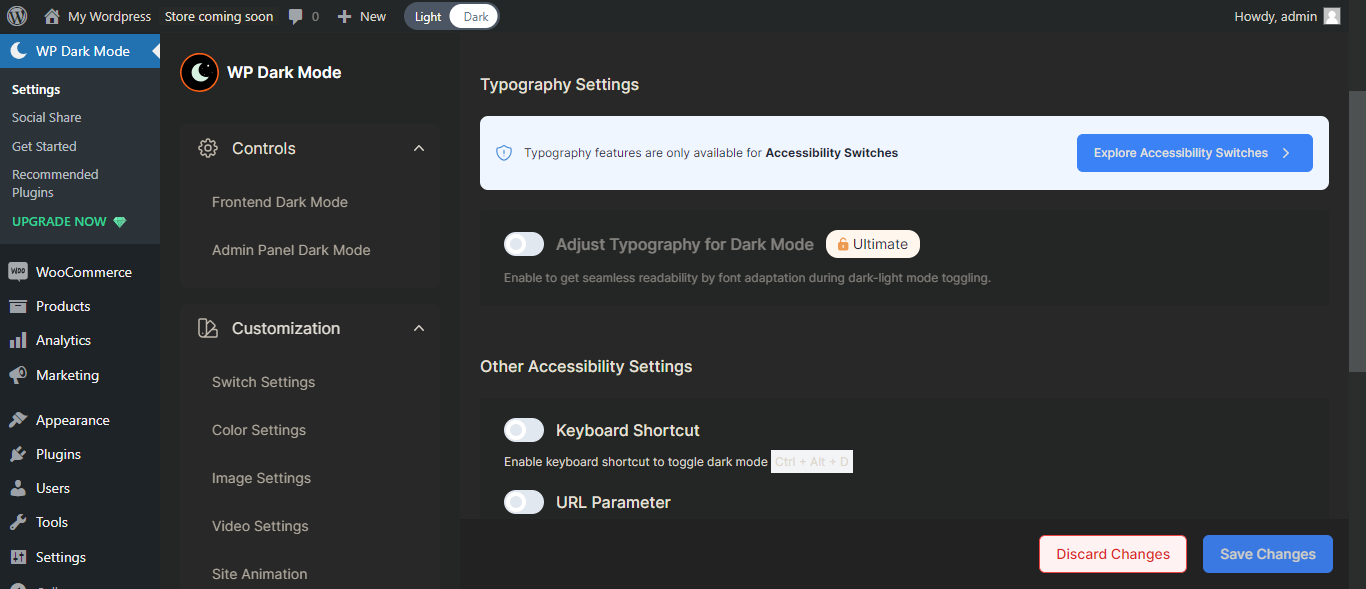 My Wordpress
Store coming soon
0
New
Light
Dark
Howdy, admin
WP Dark Mode
Settings
Social Share
Get Started
Recommended
Plugins
UPGRADE NOW
WOO
WooCommerce
Products
Analytics
Marketing
Appearance
Plugins
Users
Tools
Settings
WP Dark Mode
Controls
Frontend Dark Mode
Admin Panel Dark Mode
Customization
Switch Settings
Color Settings
Image Settings
Video Settings
Site Animation
Typography Settings
Typography features are only available for Accessibility Switches
Explore Accessibility Switches
Adjust Typography for Dark Mode
Ultimate
Enable to get seamless readability by font adaptation during dark-light mode toggling.
Other Accessibility Settings
Keyboard Shortcut
Enable keyboard shortcut to toggle dark mode Ctrl + Alt + D
URL Parameter
Discard Changes
Save Changes